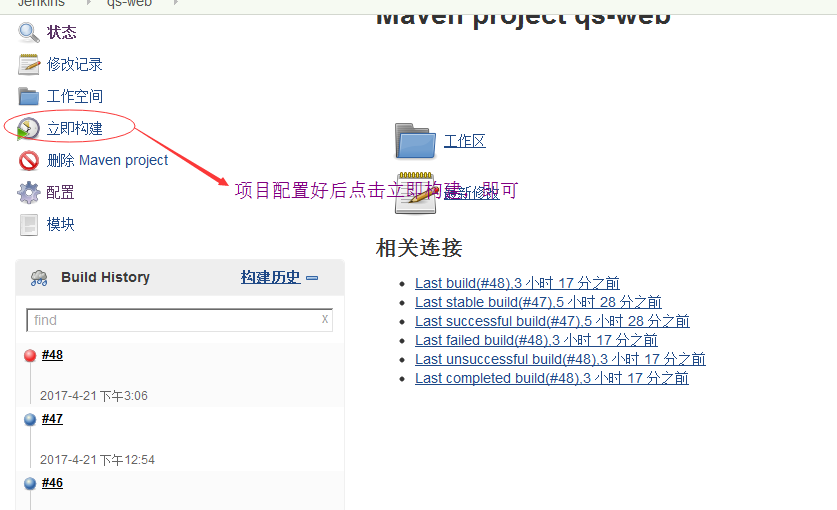 Jenkins qs-web
Maven project qs-web
状态
修改记录
工作空间
立即构建
删除 Maven project
配置
模块
工作区
项目配置好后点击立即构建 即可
最新修改
相关连接
Last build(#48),3 小时 17 分之前
Last stable build(#47),5 小时 28 分之前
Last successful build(#47),5 小时 28 分之前
Last failed build(#48),3 小时 17 分之前
Last unsuccessful build(#48),3 小时 17 分之前
Last completed build(#48),3 小时 17 分之前
Build History 构建历史
find x
#48
2017-4-21 下午3:06
#47
2017-4-21 下午12:54
#46